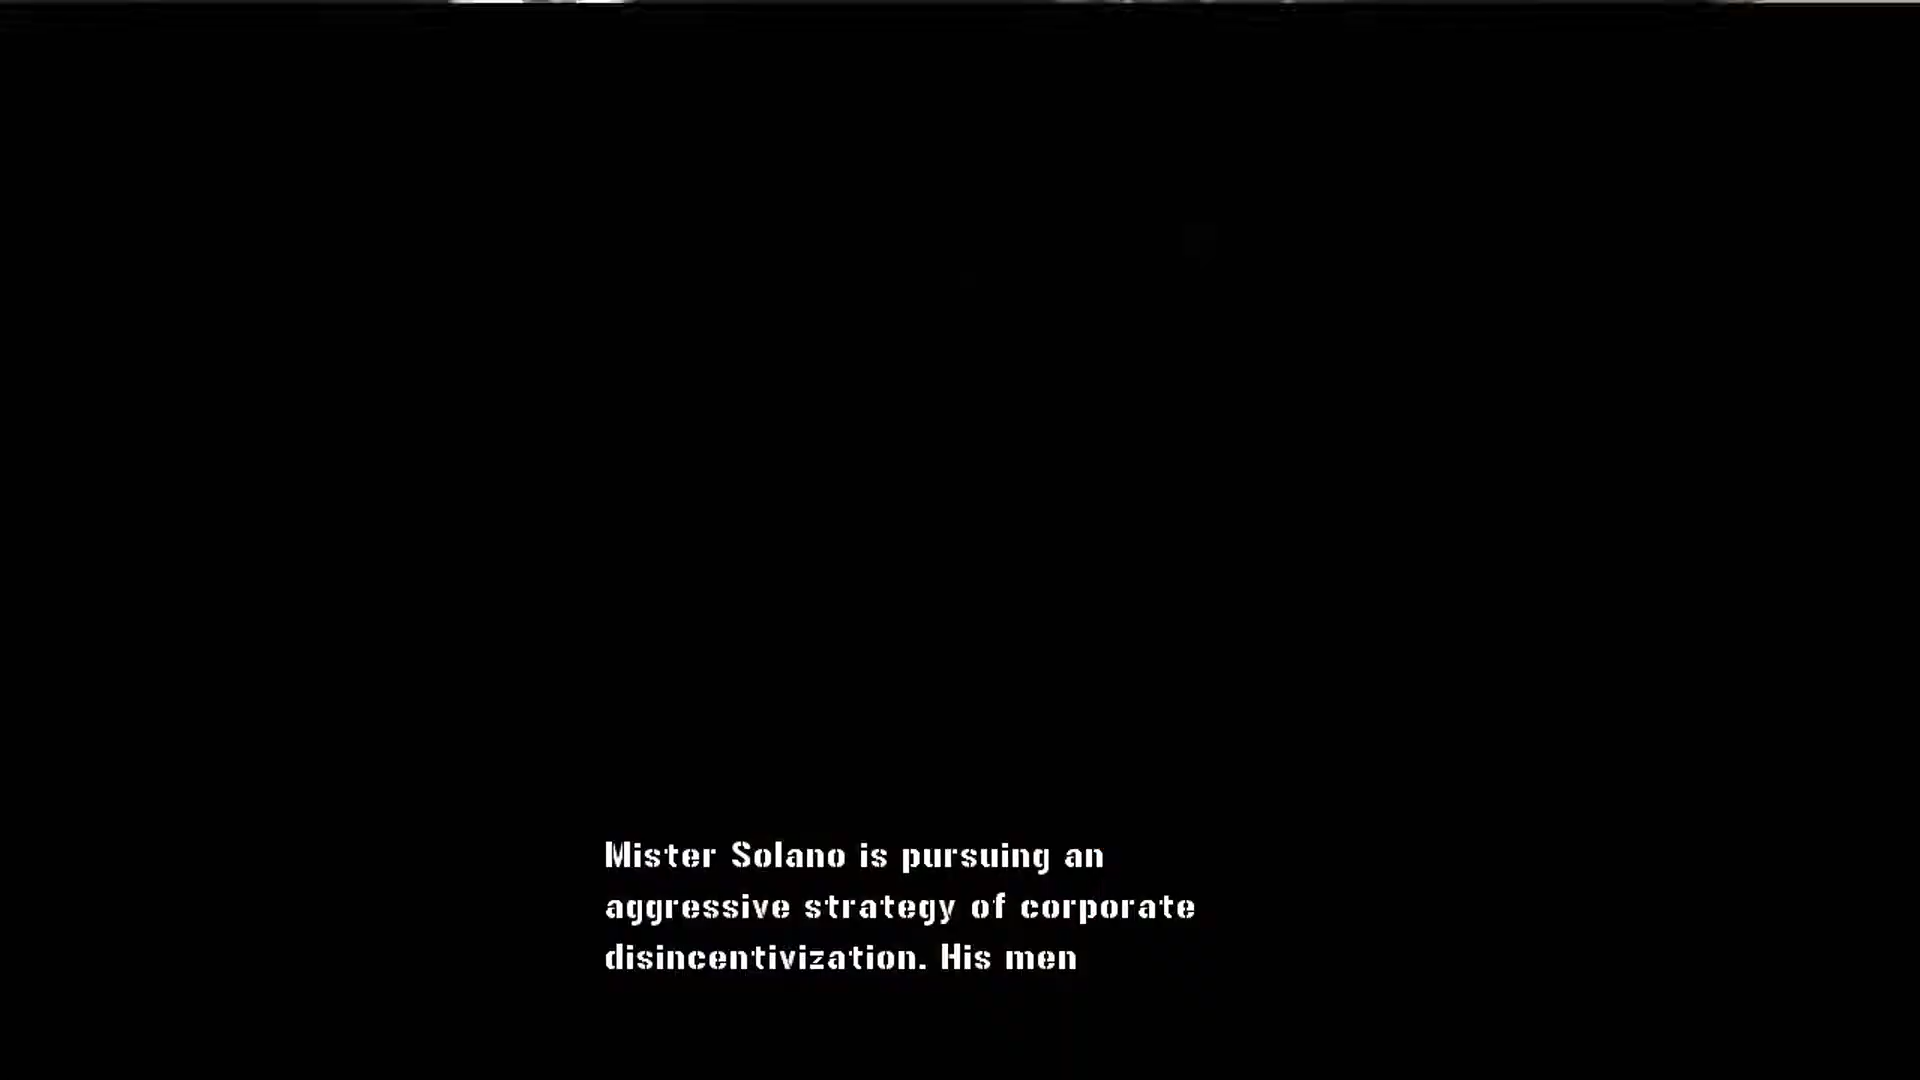 Mister Solano is pursuing an
aggressive strategy of corporate
disincentivization. His men